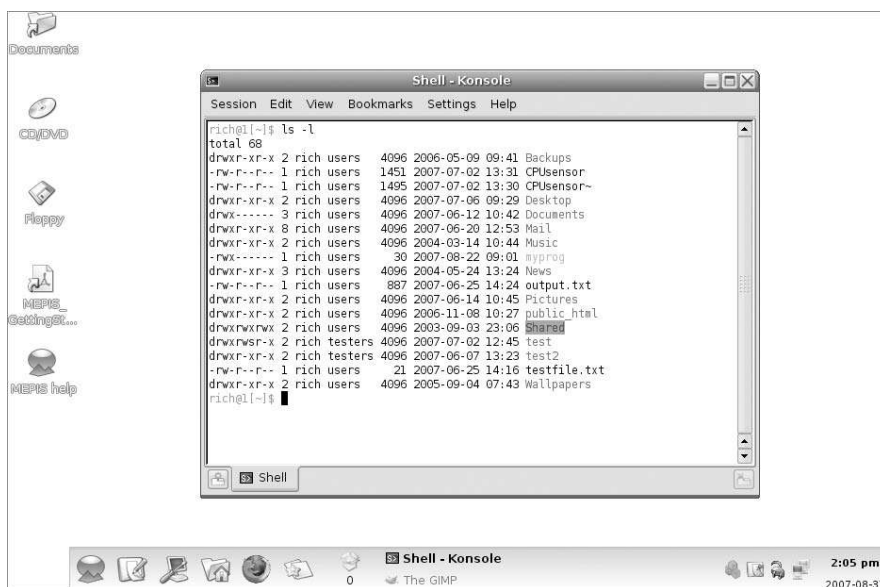 Documents
CD/DVD
Floppy
MEPIS_
GettingSt...
MEPIS help
Shell - Konsole
Session Edit View Bookmarks Settings Help
rich@1[~]$ ls -l
total 68
drwxr-xr-x 2 rich users 4096 2006-05-09 09:41 Backups
-rw-r--r-- 1 rich users 1451 2007-07-02 13:31 CPUsensor
-rw-r--r-- 1 rich users 1495 2007-07-02 13:30 CPUsensor~
drwxr-xr-x 2 rich users 4096 2007-07-06 09:29 Desktop
drwx------ 3 rich users 4096 2007-06-12 10:42 Documents
drwxr-xr-x 8 rich users 4096 2007-06-20 12:53 Mail
drwxr-xr-x 2 rich users 4096 2004-03-14 10:44 Music
-rwx------ 1 rich users 30 2007-08-22 09:01 myprog
drwxr-xr-x 3 rich users 4096 2004-05-24 13:24 News
-rw-r--r-- 1 rich users 887 2007-06-25 14:24 output.txt
drwxr-xr-x 2 rich users 4096 2007-06-14 10:45 Pictures
drwxr-xr-x 2 rich users 4096 2006-11-08 10:27 public_html
drwxrwxrwx 2 rich users 4096 2003-09-03 23:06 Shared
drwxrwsr-x 2 rich testers 4096 2007-07-02 12:45 test
drwxr-xr-x 2 rich testers 4096 2007-06-07 13:23 test2
-rw-r--r-- 1 rich users 21 2007-06-25 14:16 testfile.txt
drwxr-xr-x 2 rich users 4096 2005-09-04 07:43 Wallpapers
rich@1[~]$
Shell
0
Shell - Konsole
The GIMP
2:05 pm